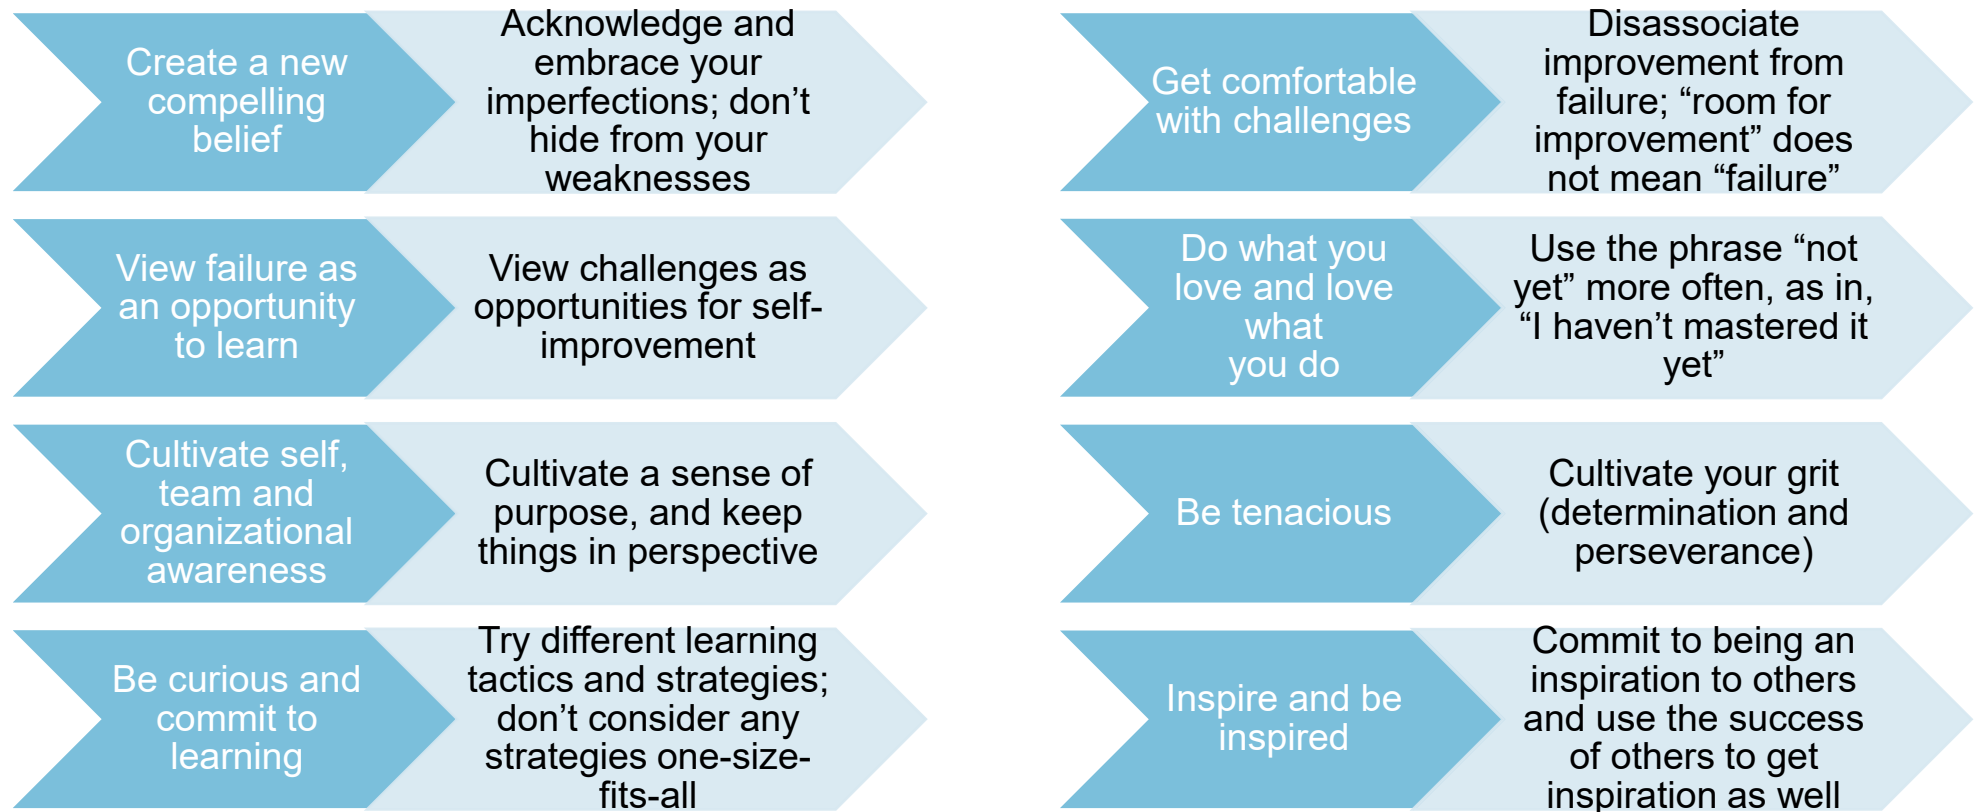 Create a new
compelling
belief
Acknowledge and
embrace your
imperfections; don’t
hide from your
weaknesses
View failure as
an opportunity
to learn
View challenges as
opportunities for self-
improvement
Cultivate self,
team and
organizational
awareness
Cultivate a sense of
purpose, and keep
things in perspective
Be curious and
commit to
learning
Try different learning
tactics and strategies;
don’t consider any
strategies one-size-
fits-all
Get comfortable
with challenges
Disassociate
improvement from
failure; “room for
improvement” does
not mean “failure”
Do what you
love and love
what
you do
Use the phrase “not
yet” more often, as in,
“I haven’t mastered it
yet”
Be tenacious
Cultivate your grit
(determination and
perseverance)
Inspire and be
inspired
Commit to being an
inspiration to others
and use the success
of others to get
inspiration as well